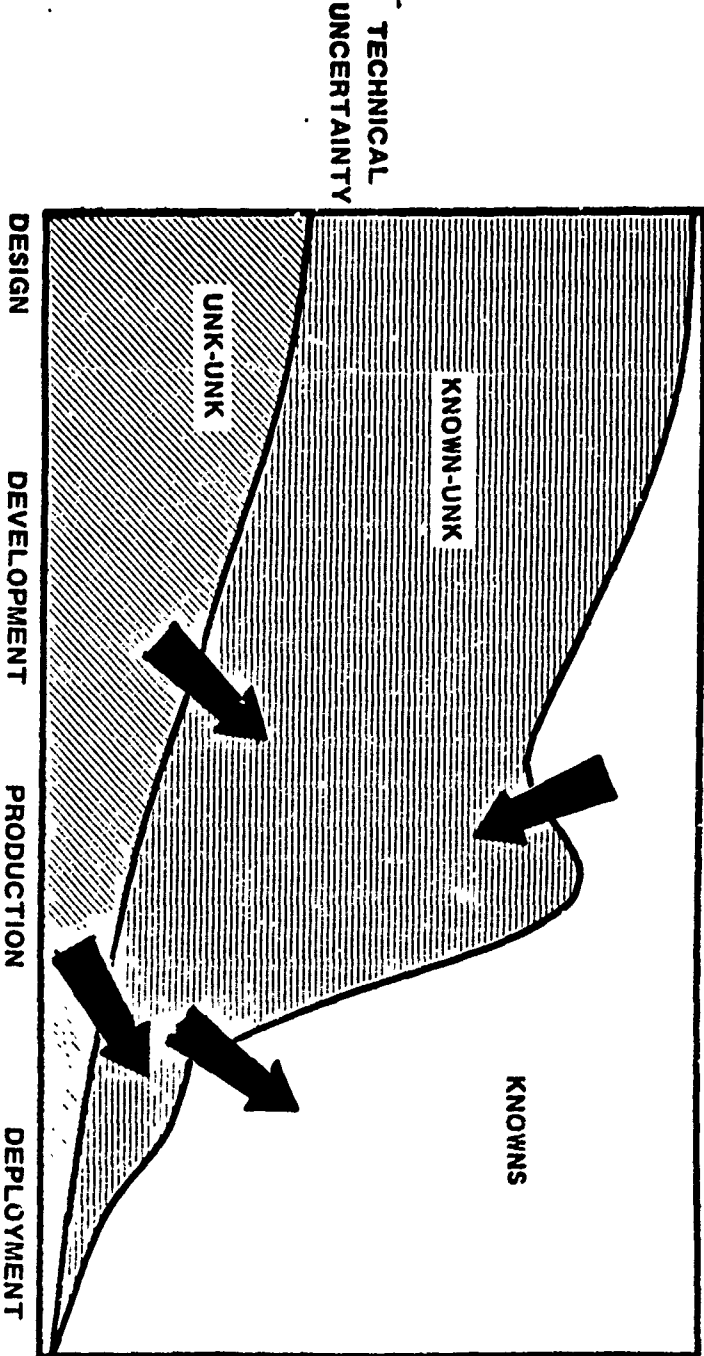 TECHNICAL
UNCERTAINTY
KNOWNS
KNOWN-UNK
UNK-UNK
DESIGN DEVELOPMENT PRODUCTION DEPLOYMENT